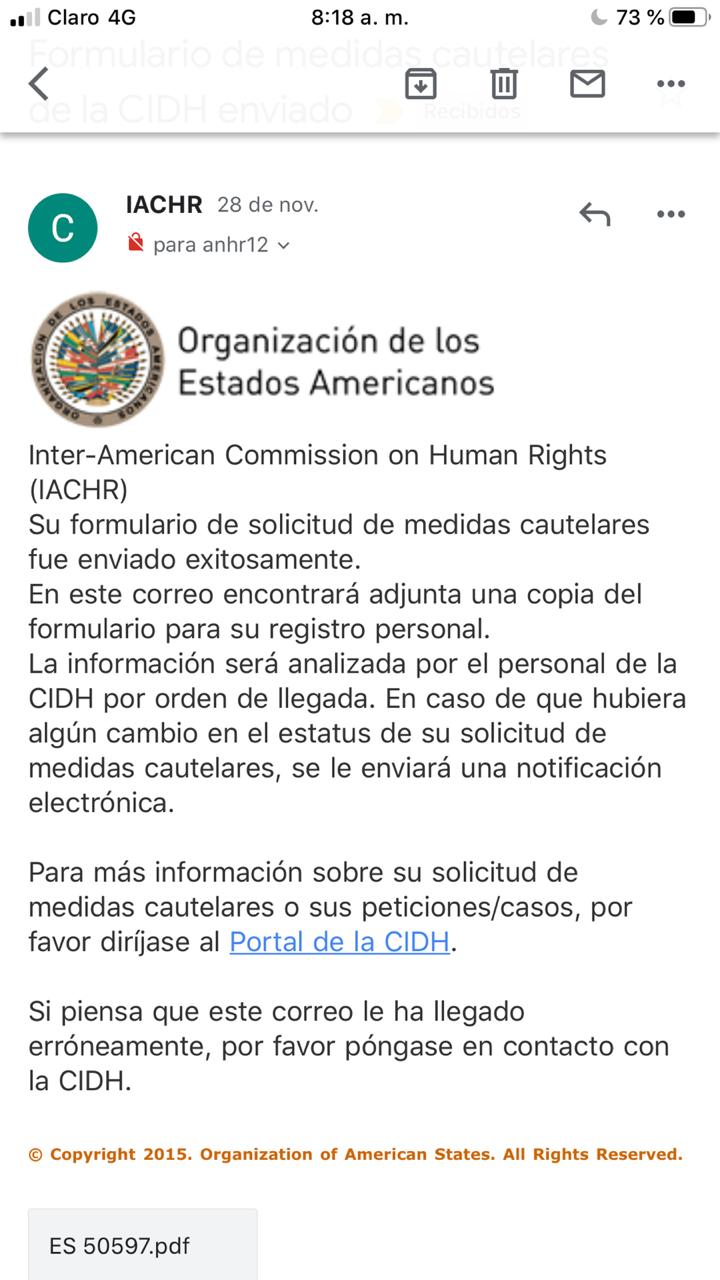 Claro 4G 8:18 a. m. 73 %
Formulario de medidas cautelares
de la CIDH enviado Recibidos
C
IACHR 28 de nov.
para anhr12
ORGANIZACIÓN DE LOS ESTADOS AMERICANOS
Organización de los
Estados Americanos
Inter-American Commission on Human Rights
(IACHR)
Su formulario de solicitud de medidas cautelares
fue enviado exitosamente.
En este correo encontrará adjunta una copia del
formulario para su registro personal.
La información será analizada por el personal de la
CIDH por orden de llegada. En caso de que hubiera
algún cambio en el estatus de su solicitud de
medidas cautelares, se le enviará una notificación
electrónica.
Para más información sobre su solicitud de
medidas cautelares o sus peticiones/casos, por
favor diríjase al Portal de la CIDH.
Si piensa que este correo le ha llegado
erróneamente, por favor póngase en contacto con
la CIDH.
© Copyright 2015. Organization of American States. All Rights Reserved.
ES 50597.pdf